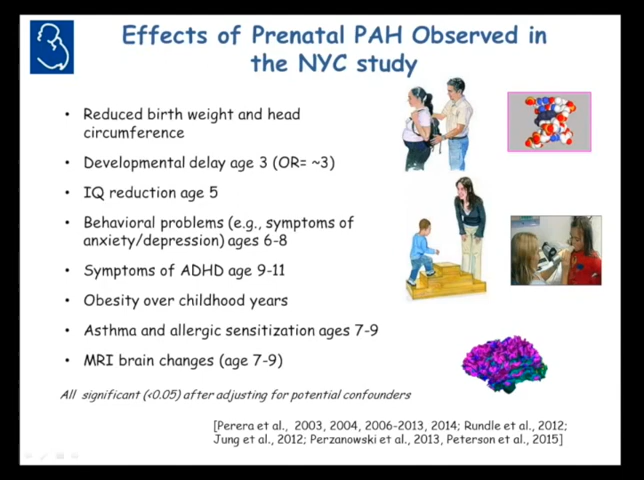 Effects of Prenatal PAH Observed in
the NYC study
• Reduced birth weight and head
circumference
• Developmental delay age 3 (OR= ~3)
• IQ reduction age 5
• Behavioral problems (e.g., symptoms of
anxiety/depression) ages 6-8
• Symptoms of ADHD age 9-11
• Obesity over childhood years
• Asthma and allergic sensitization ages 7-9
• MRI brain changes (age 7-9)
All significant (<0.05) after adjusting for potential confounders
[Perera et al., 2003, 2004, 2006-2013, 2014; Rundle et al., 2012;
Jung et al., 2012; Perzanowski et al., 2013, Peterson et al., 2015]